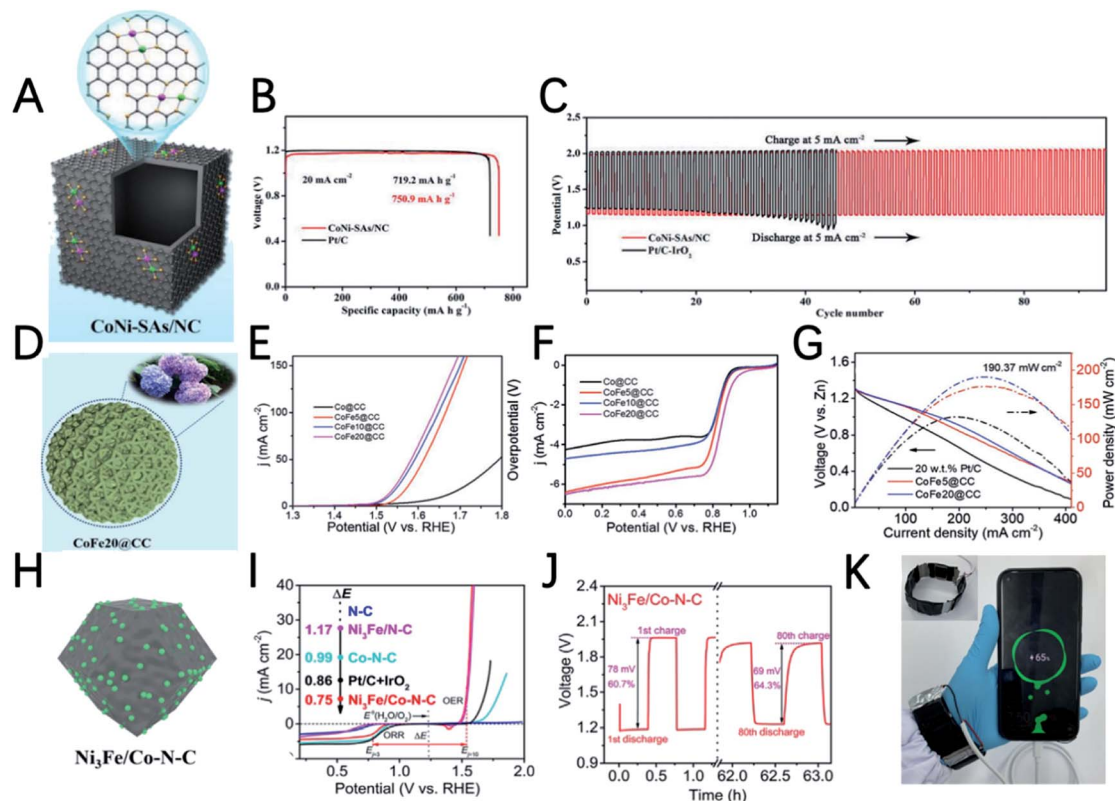 A
CoNi-SAs/NC
B
Voltage (V)
1.2
0.8
0.4
0.0
20 mA cm⁻²
719.2 mA h g⁻¹
750.9 mA h g⁻¹
CoNi-SAs/NC
Pt/C
0 200 400 600 800
Specific capacity (mA h g⁻¹)
C
Potential (V)
2.5
2.0
1.5
1.0
0.5
0.0
Charge at 5 mA cm⁻²
CoNi-SAs/NC
Pt/C-IrO₂
Discharge at 5 mA cm⁻²
0 20 40 60 80
Cycle number
D
CoFe20@CC
E
j (mA cm⁻²)
150
100
50
0
Co@CC
CoFe5@CC
CoFe10@CC
CoFe20@CC
Overpotential (V)
1.3 1.4 1.5 1.6 1.7 1.8
Potential (V vs. RHE)
F
j (mA cm⁻²)
0
-2
-4
-6
Co@CC
CoFe5@CC
CoFe10@CC
CoFe20@CC
0.0 0.2 0.4 0.6 0.8 1.0
Potential (V vs. RHE)
G
Voltage (V vs. Zn)
1.6
1.2
0.8
0.4
0.0
190.37 mW cm⁻²
20 wt.% Pt/C
CoFe5@CC
CoFe20@CC
200
150
100
50
0
Power density (mW cm⁻²)
100 200 300 400
Current density (mA cm⁻²)
H
Ni₃Fe/Co-N-C
I
j (mA cm⁻²)
40
30
20
10
0
ΔE
N-C
1.17 Ni₃Fe/N-C
0.99 Co-N-C
0.86 Pt/C+IrO₂
0.75 Ni₃Fe/Co-N-C
OER
E⁰(H₂O/O₂)
ORR ΔE
Eⱼ₌₃ Eⱼ₌₁₀
0.5 1.0 1.5 2.0
Potential (V vs. RHE)
J
Voltage (V)
2.4
2.1
1.8
1.5
1.2
0.9
Ni₃Fe/Co-N-C
1st charge
80th charge
78 mV
60.7%
69 mV
64.3%
1st discharge
80th discharge
0.0 0.5 1.0 62.0 62.5 63.0
Time (h)
K
65%